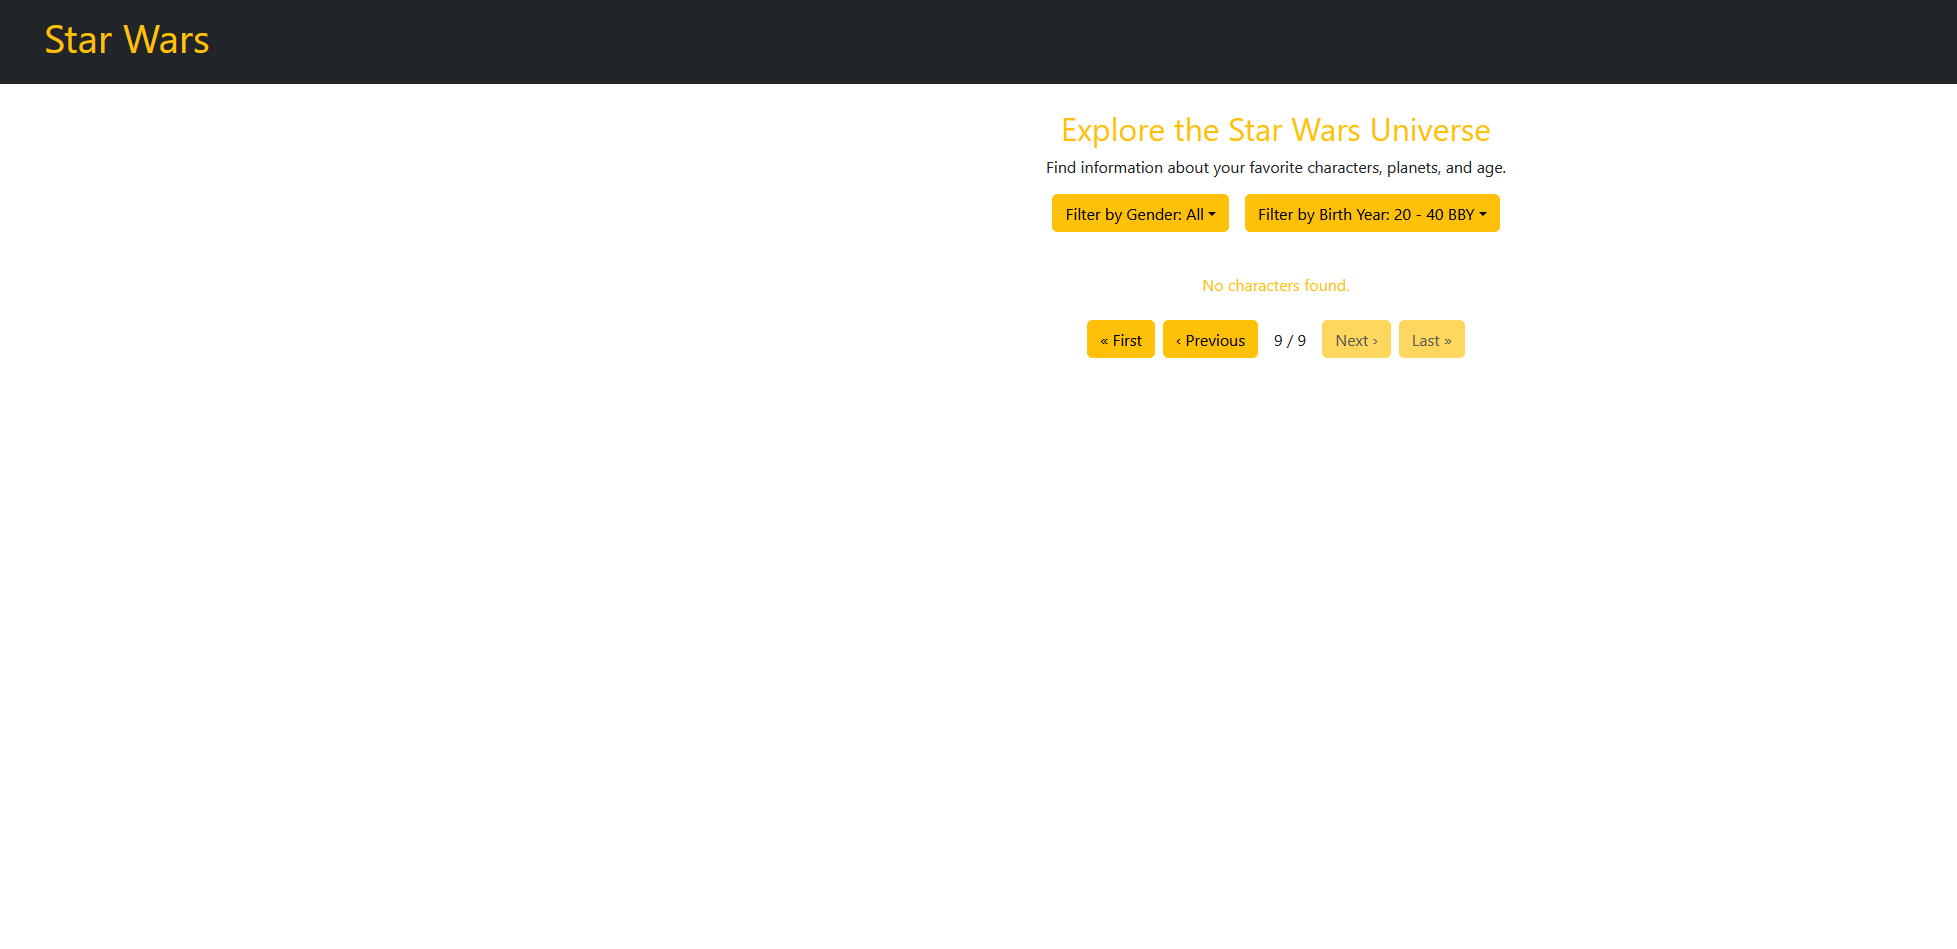 Star Wars
Explore the Star Wars Universe
Find information about your favorite characters, planets, and age.
Filter by Gender: All Filter by Birth Year: 20 - 40 BBY
No characters found.
« First ‹ Previous 9 / 9 Next › Last »